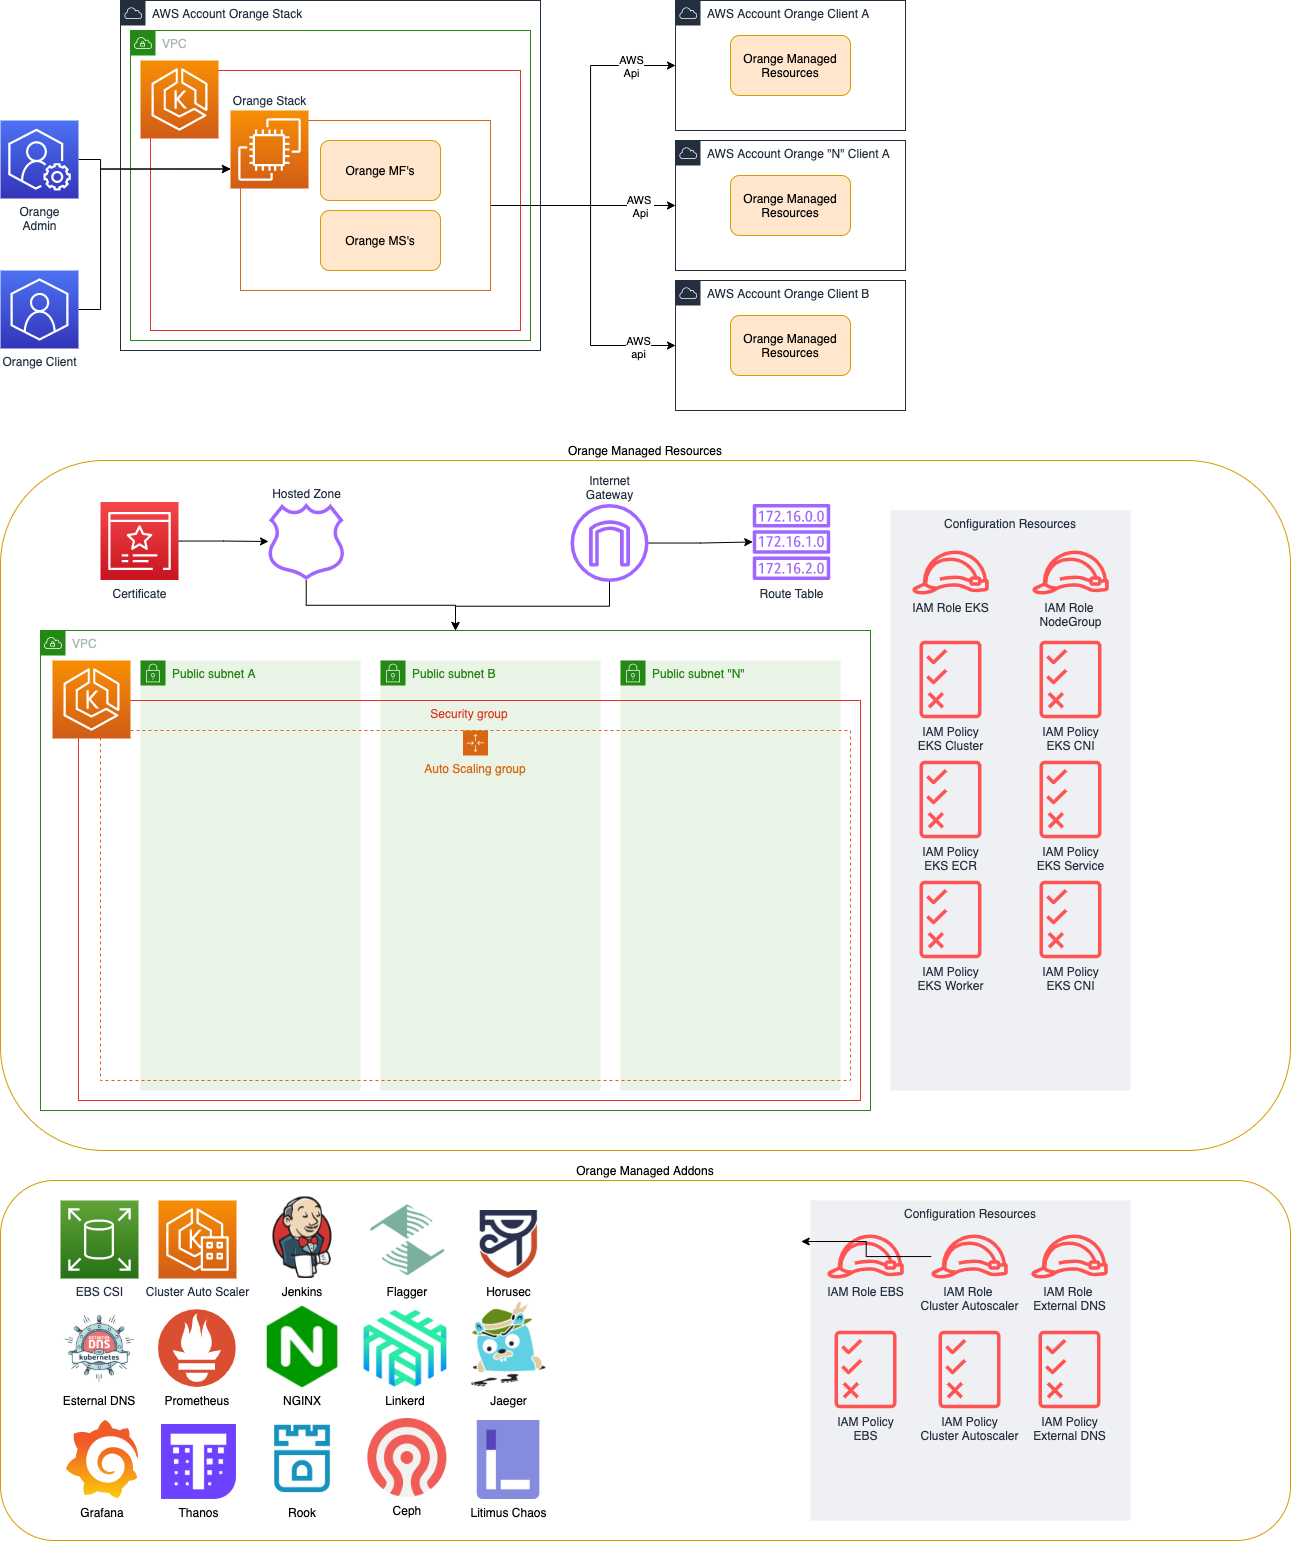 AWS Account Orange Stack
VPC
Orange Stack
Orange MF's
Orange MS's
Orange
Admin
Orange Client
AWS
Api
AWS
Api
AWS
api
AWS Account Orange Client A
Orange Managed
Resources
AWS Account Orange "N" Client A
Orange Managed
Resources
AWS Account Orange Client B
Orange Managed
Resources
Orange Managed Resources
Certificate
Hosted Zone
Internet
Gateway
172.16.0.0
172.16.1.0
172.16.2.0
Route Table
VPC
Public subnet A
Public subnet B
Public subnet "N"
Security group
Auto Scaling group
Configuration Resources
IAM Role EKS
IAM Role
NodeGroup
IAM Policy
EKS Cluster
IAM Policy
EKS CNI
IAM Policy
EKS ECR
IAM Policy
EKS Service
IAM Policy
EKS Worker
IAM Policy
EKS CNI
Orange Managed Addons
EBS CSI
Cluster Auto Scaler
Jenkins
Flagger
Horusec
EXTERNAL
DNS
kubernetes
Esternal DNS
Prometheus
NGINX
Linkerd
Jaeger
Grafana
Thanos
Rook
Ceph
Litimus Chaos
Configuration Resources
IAM Role EBS
IAM Role
Cluster Autoscaler
IAM Role
External DNS
IAM Policy
EBS
IAM Policy
Cluster Autoscaler
IAM Policy
External DNS